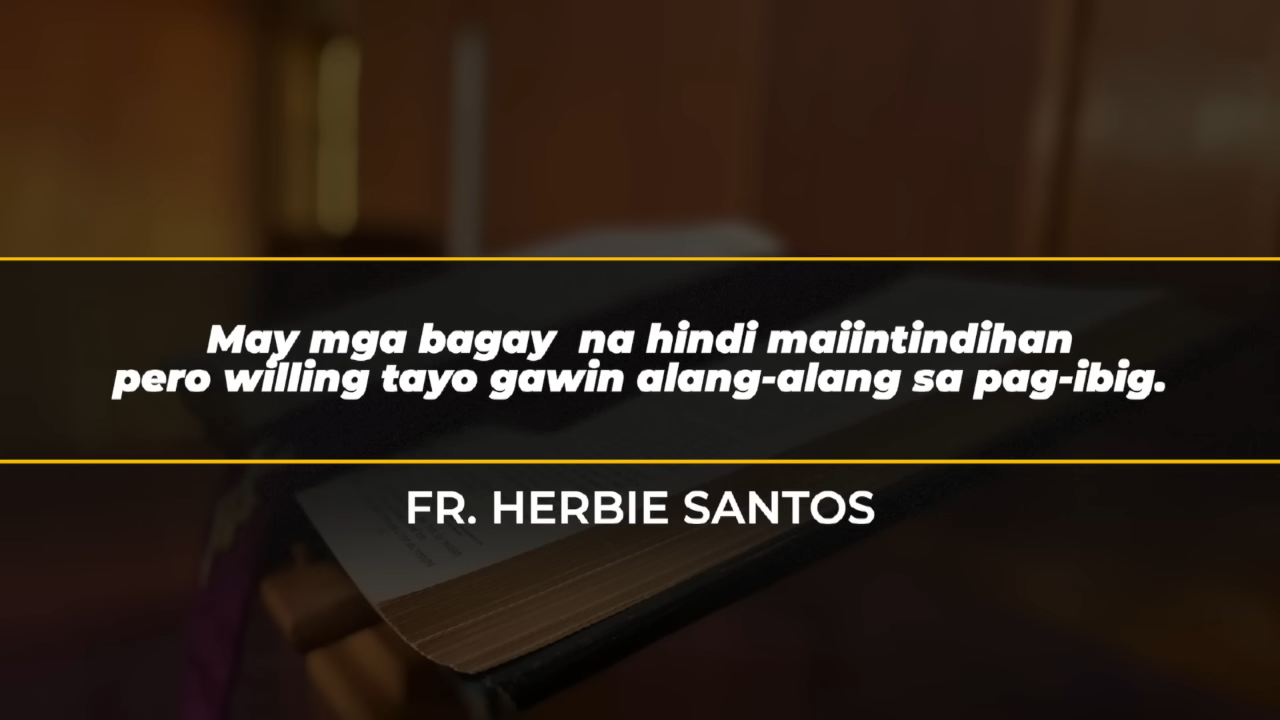 May mga bagay  na hindi maiintindihan
pero willing tayo gawin alang-alang sa pag-ibig.
FR. HERBIE SANTOS